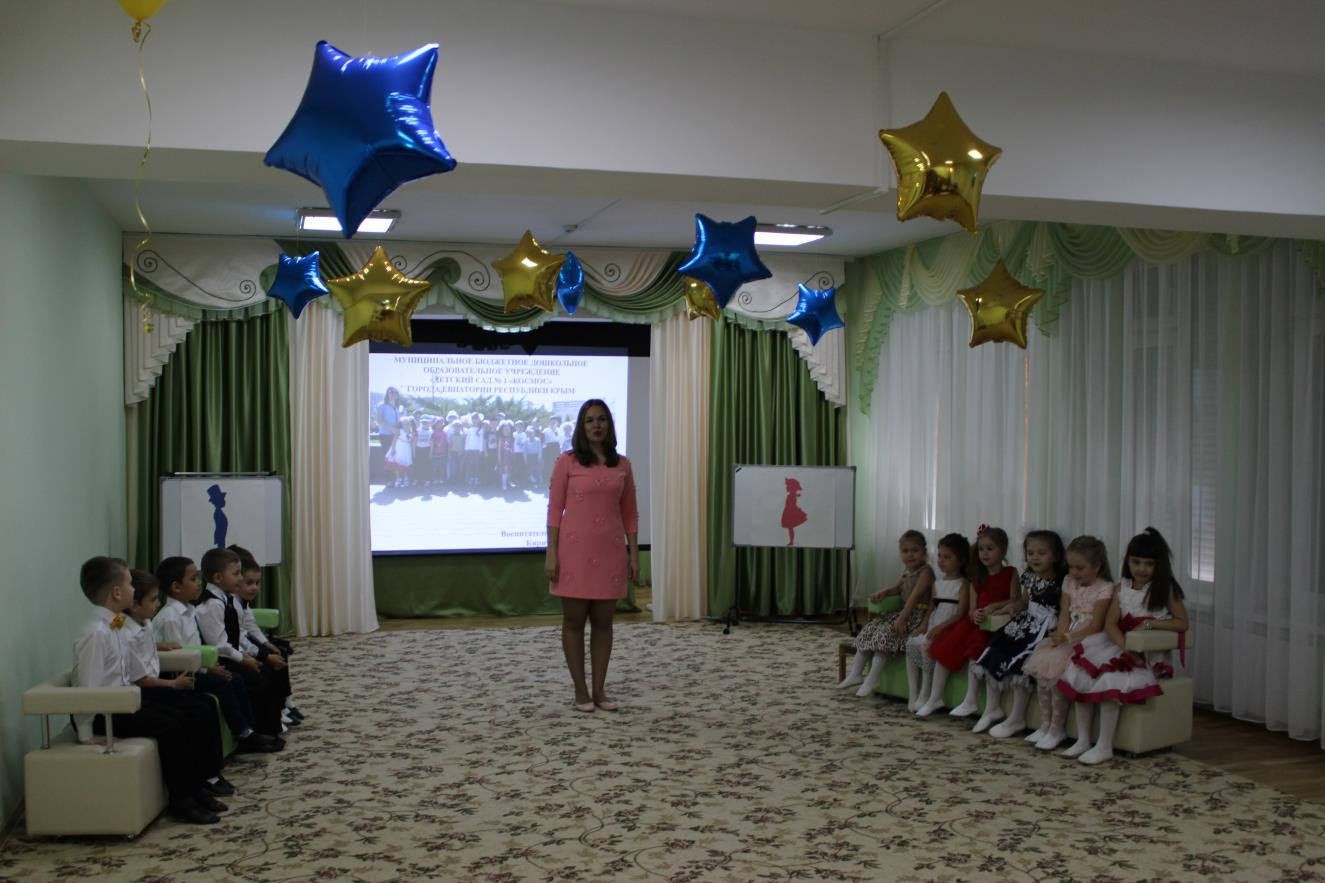 МУНИЦИПАЛЬНОЕ БЮДЖЕТНОЕ ДОШКОЛЬНОЕ
ОБРАЗОВАТЕЛЬНОЕ УЧРЕЖДЕНИЕ
«ДЕТСКИЙ САД № 1 «КОСМОС»
ГОРОДА ЕВПАТОРИИ РЕСПУБЛИКИ КРЫМ